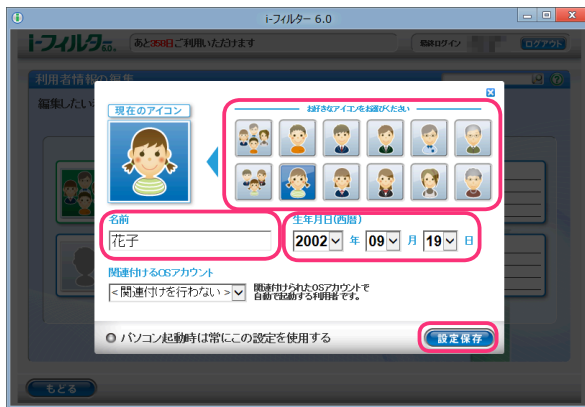 i-フィルター 6.0
i-フィルター 6.0 あと358日ご利用いただけます 最終ログイン ログアウト
利用者情報の編集
編集したい
現在のアイコン
お好きなアイコンをお選びください
名前
生年月日(西暦)
花子
2002 年 09 月 19 日
関連付けるOSアカウント
<関連付けを行わない> 関連付けられたOSアカウントで
自動で起動する利用者です。
パソコン起動時は常にこの設定を使用する
設定保存
もどる